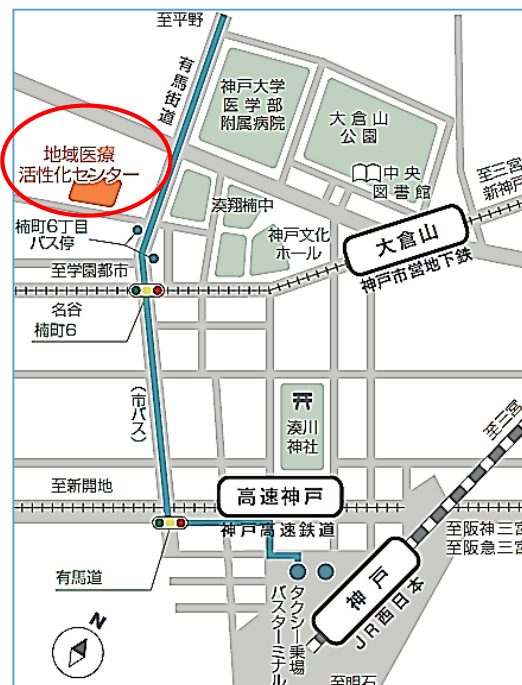 至平野
有馬街道
神戸大学
医学部
附属病院
大倉山
公園
中央
図書館
地域医療
活性化センター
湊翔楠中
至三宮
新神戸
楠町6丁目
バス停
神戸文化
ホール
大倉山
神戸市営地下鉄
至学園都市
名谷
楠町6
(市バス)
湊川
神社
至三宮
至新開地
高速神戸
神戸高速鉄道
至阪神三宮
至阪急三宮
有馬道
神戸
JR西日本
タクシー乗場
バスターミナル
至明石
N